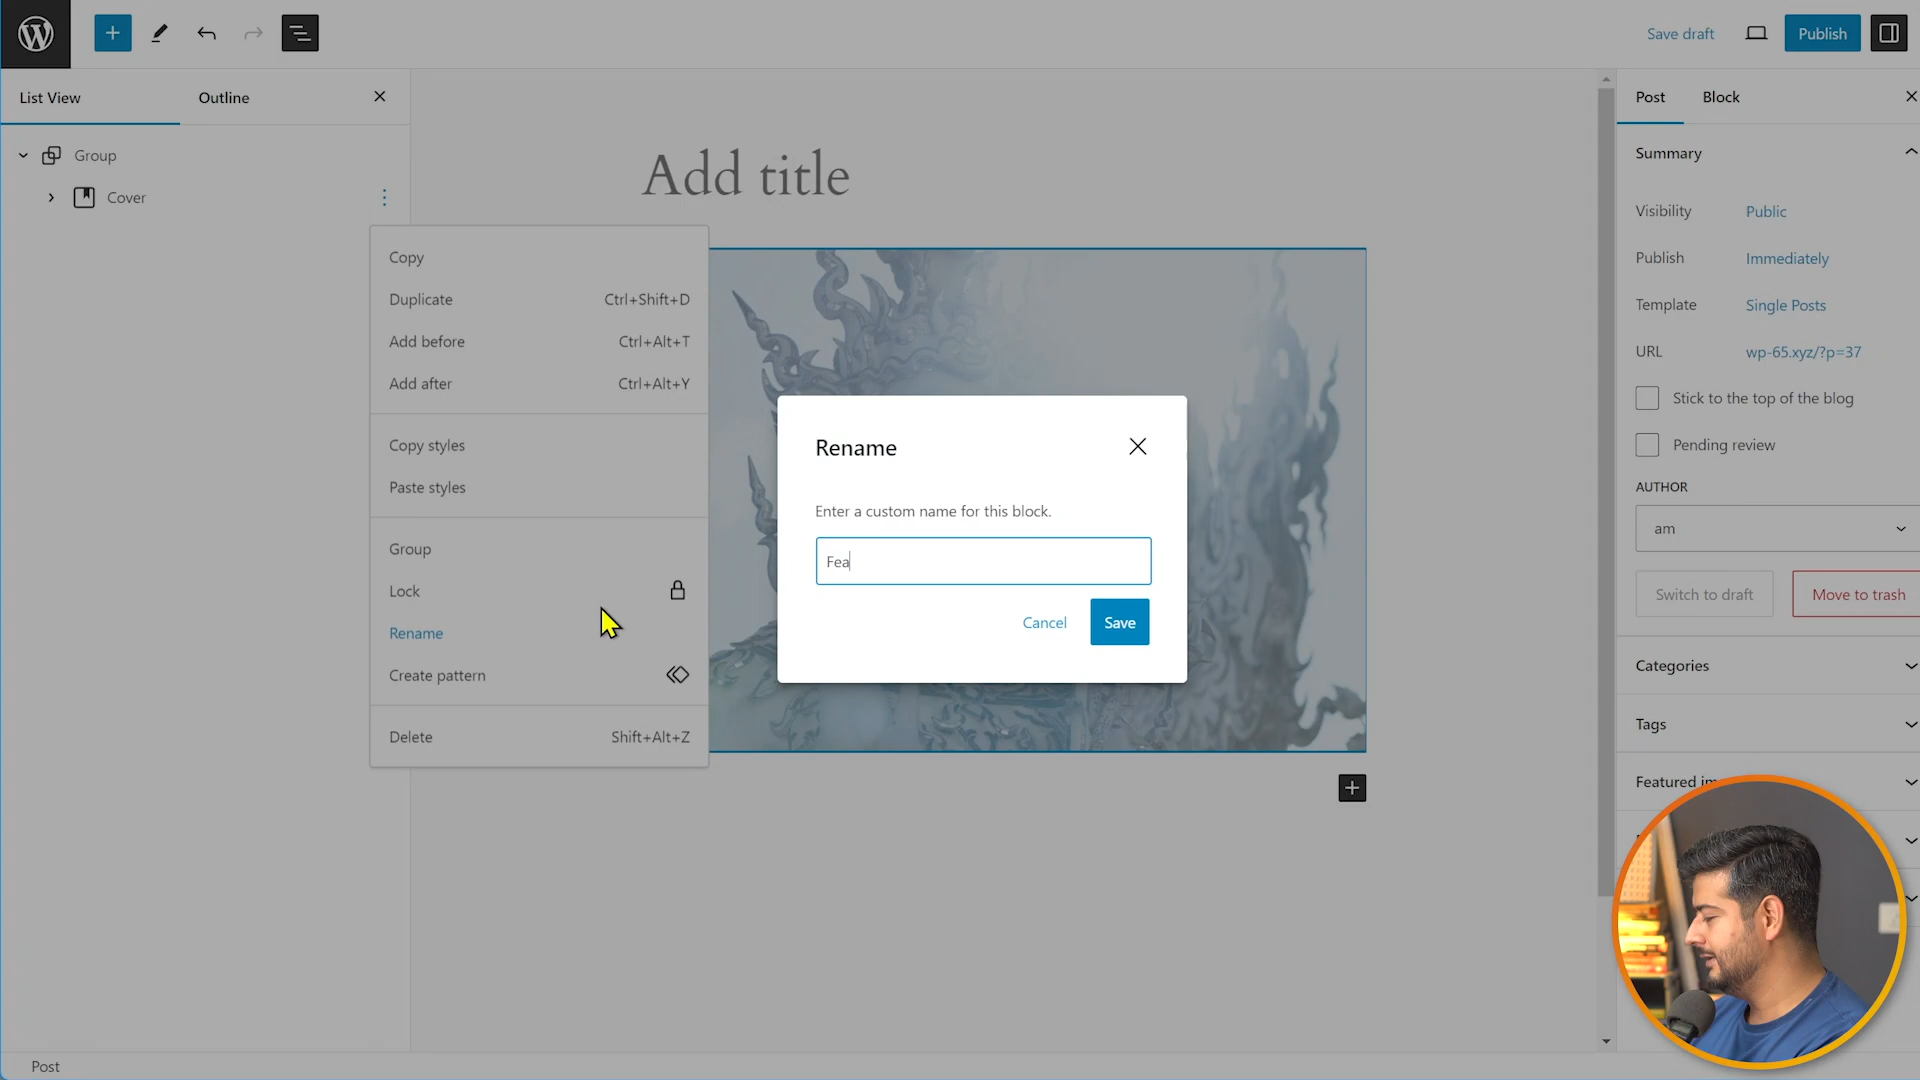 Save draft
Publish
List View
Outline
Group
Cover
Copy
Duplicate Ctrl+Shift+D
Add before Ctrl+Alt+T
Add after Ctrl+Alt+Y
Copy styles
Paste styles
Group
Lock
Rename
Create pattern
Delete Shift+Alt+Z
Add title
Rename
Enter a custom name for this block.
Fea
Cancel
Save
Post
Block
Summary
Visibility Public
Publish Immediately
Template Single Posts
URL wp-65.xyz/?p=37
Stick to the top of the blog
Pending review
AUTHOR
am
Switch to draft
Move to trash
Categories
Tags
Featured
Post